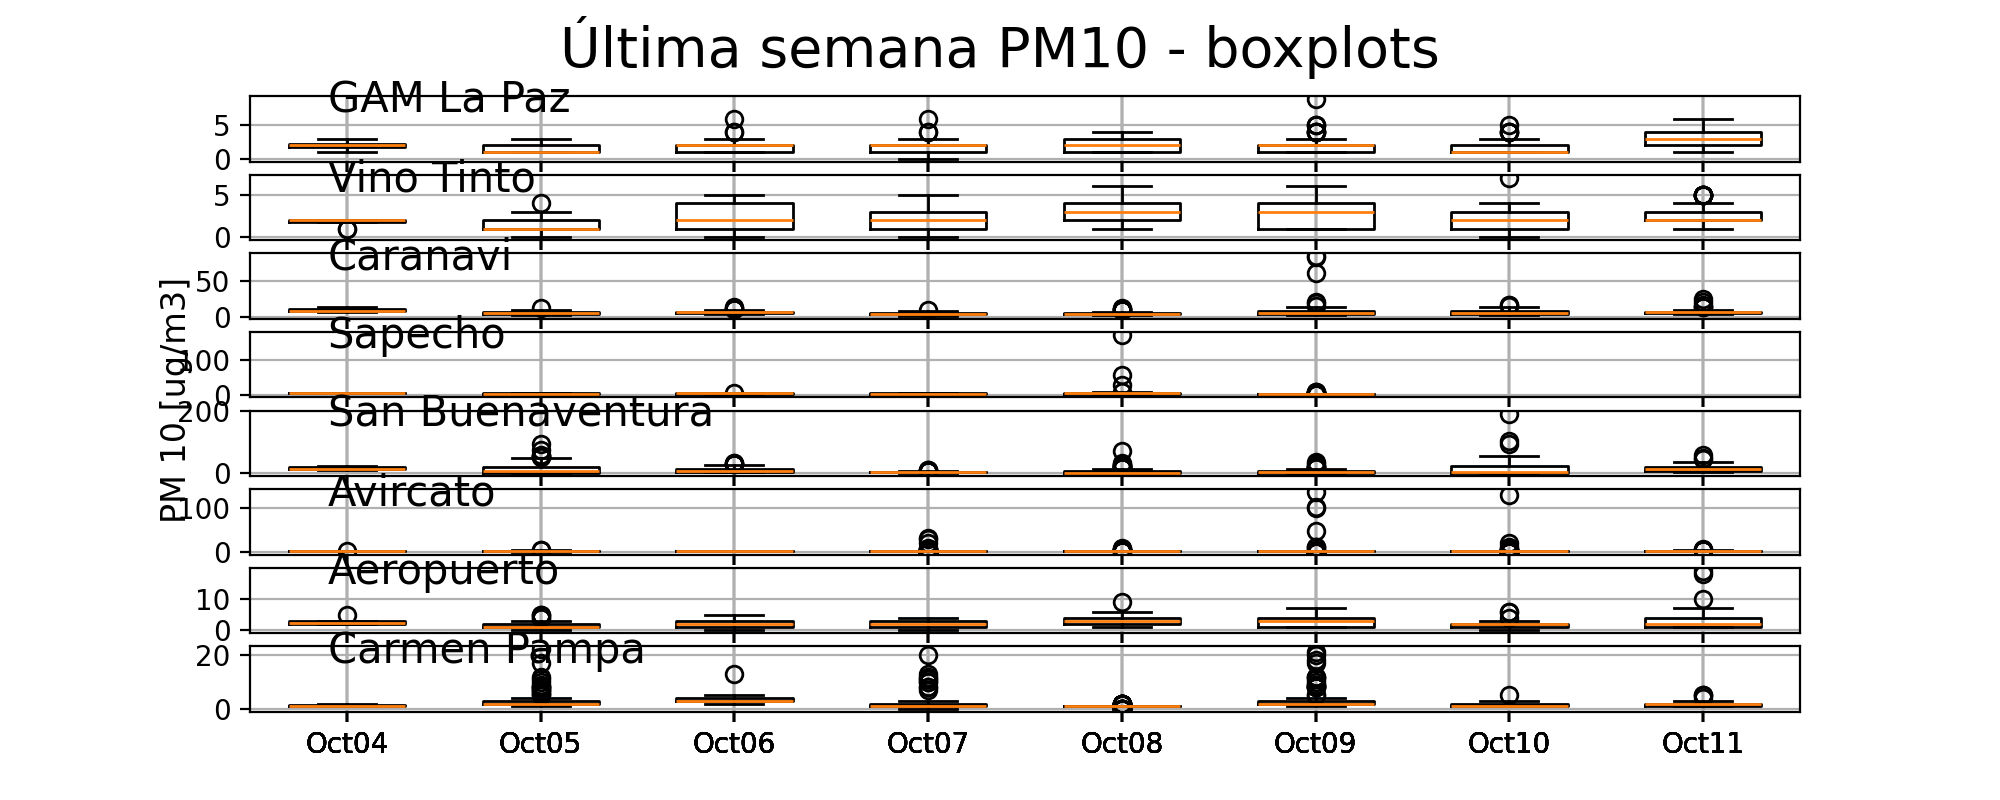 Última semana PM10 - boxplots
PM 10 [ug/m3]
GAM La Paz
5
0
Vino Tinto
5
0
Caranavi
50
0
Sapecho
100
0
San Buenaventura
200
0
Avircato
100
0
Aeropuerto
10
0
Carmen Pampa
20
0
Oct04 Oct05 Oct06 Oct07 Oct08 Oct09 Oct10 Oct11